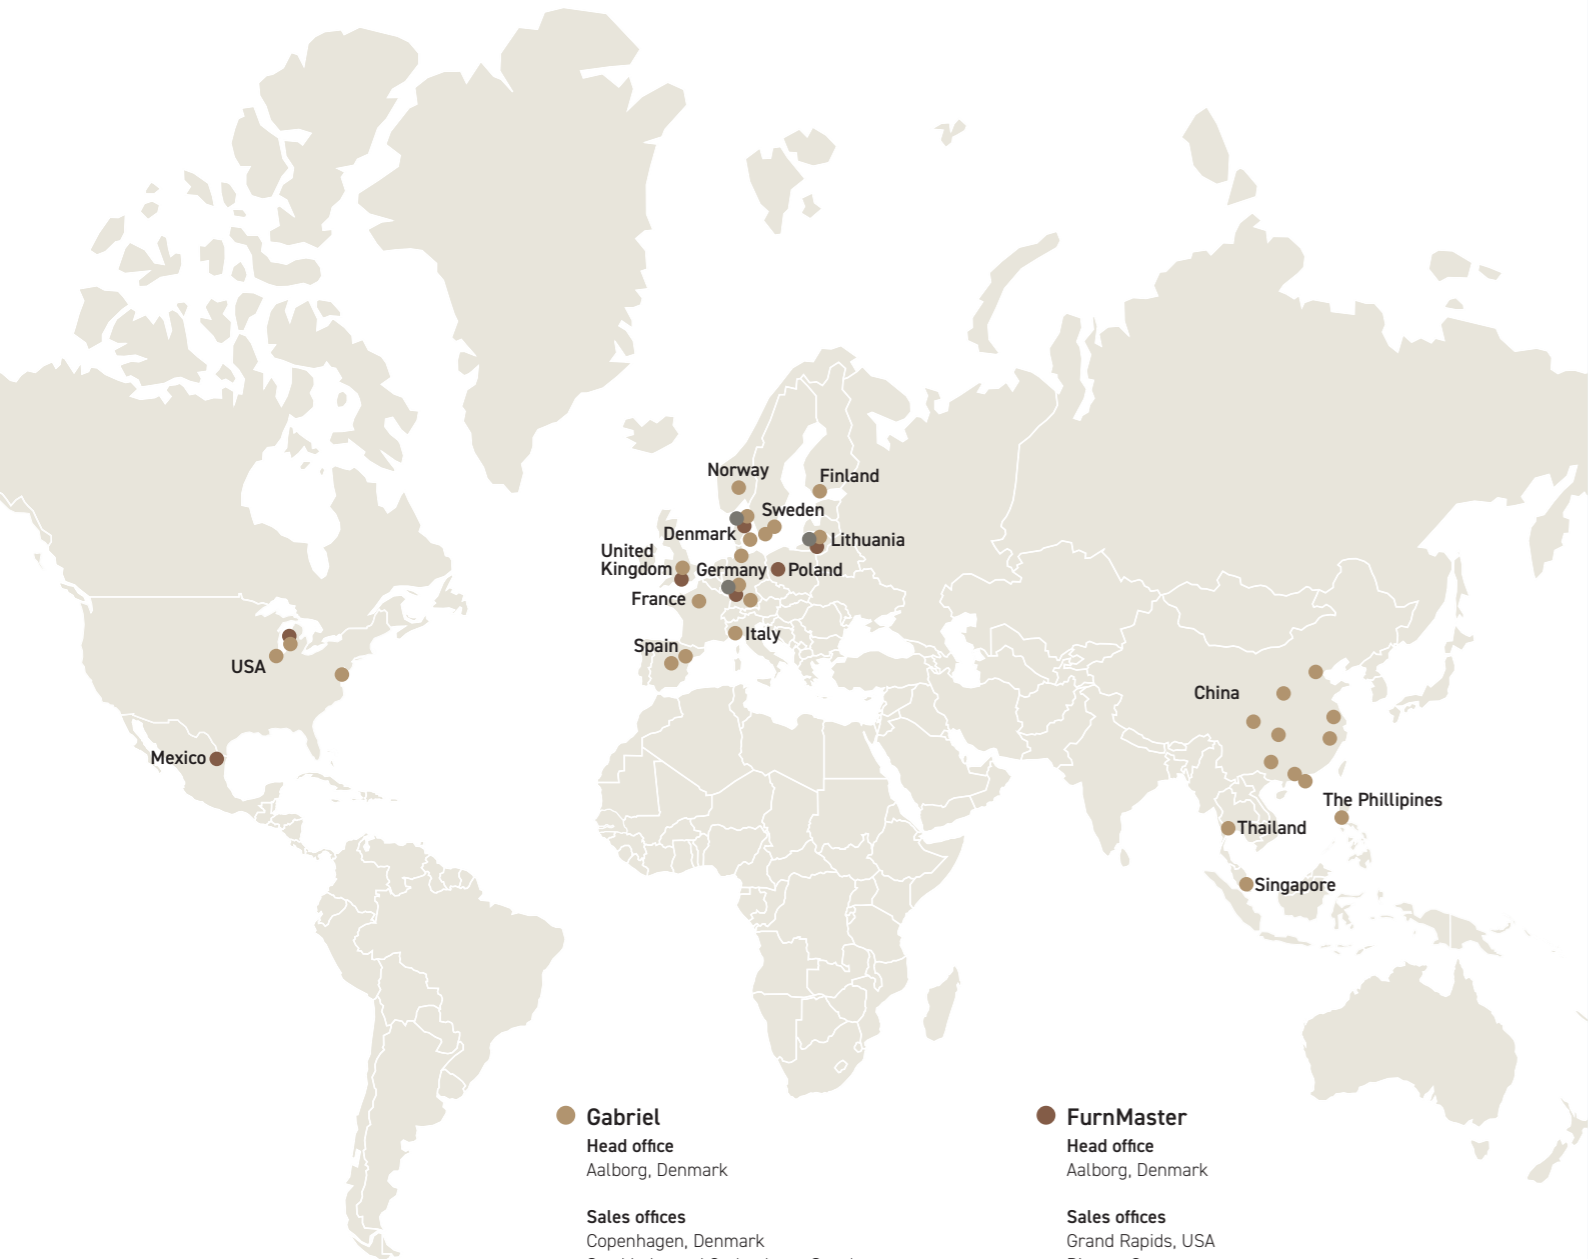 Norway
Finland
Sweden
Denmark
Lithuania
United
Kingdom
Germany
Poland
France
Italy
Spain
USA
China
Mexico
The Phillipines
Thailand
Singapore
Gabriel
Head office
Aalborg, Denmark
Sales offices
Copenhagen, Denmark
FurnMaster
Head office
Aalborg, Denmark
Sales offices
Grand Rapids, USA